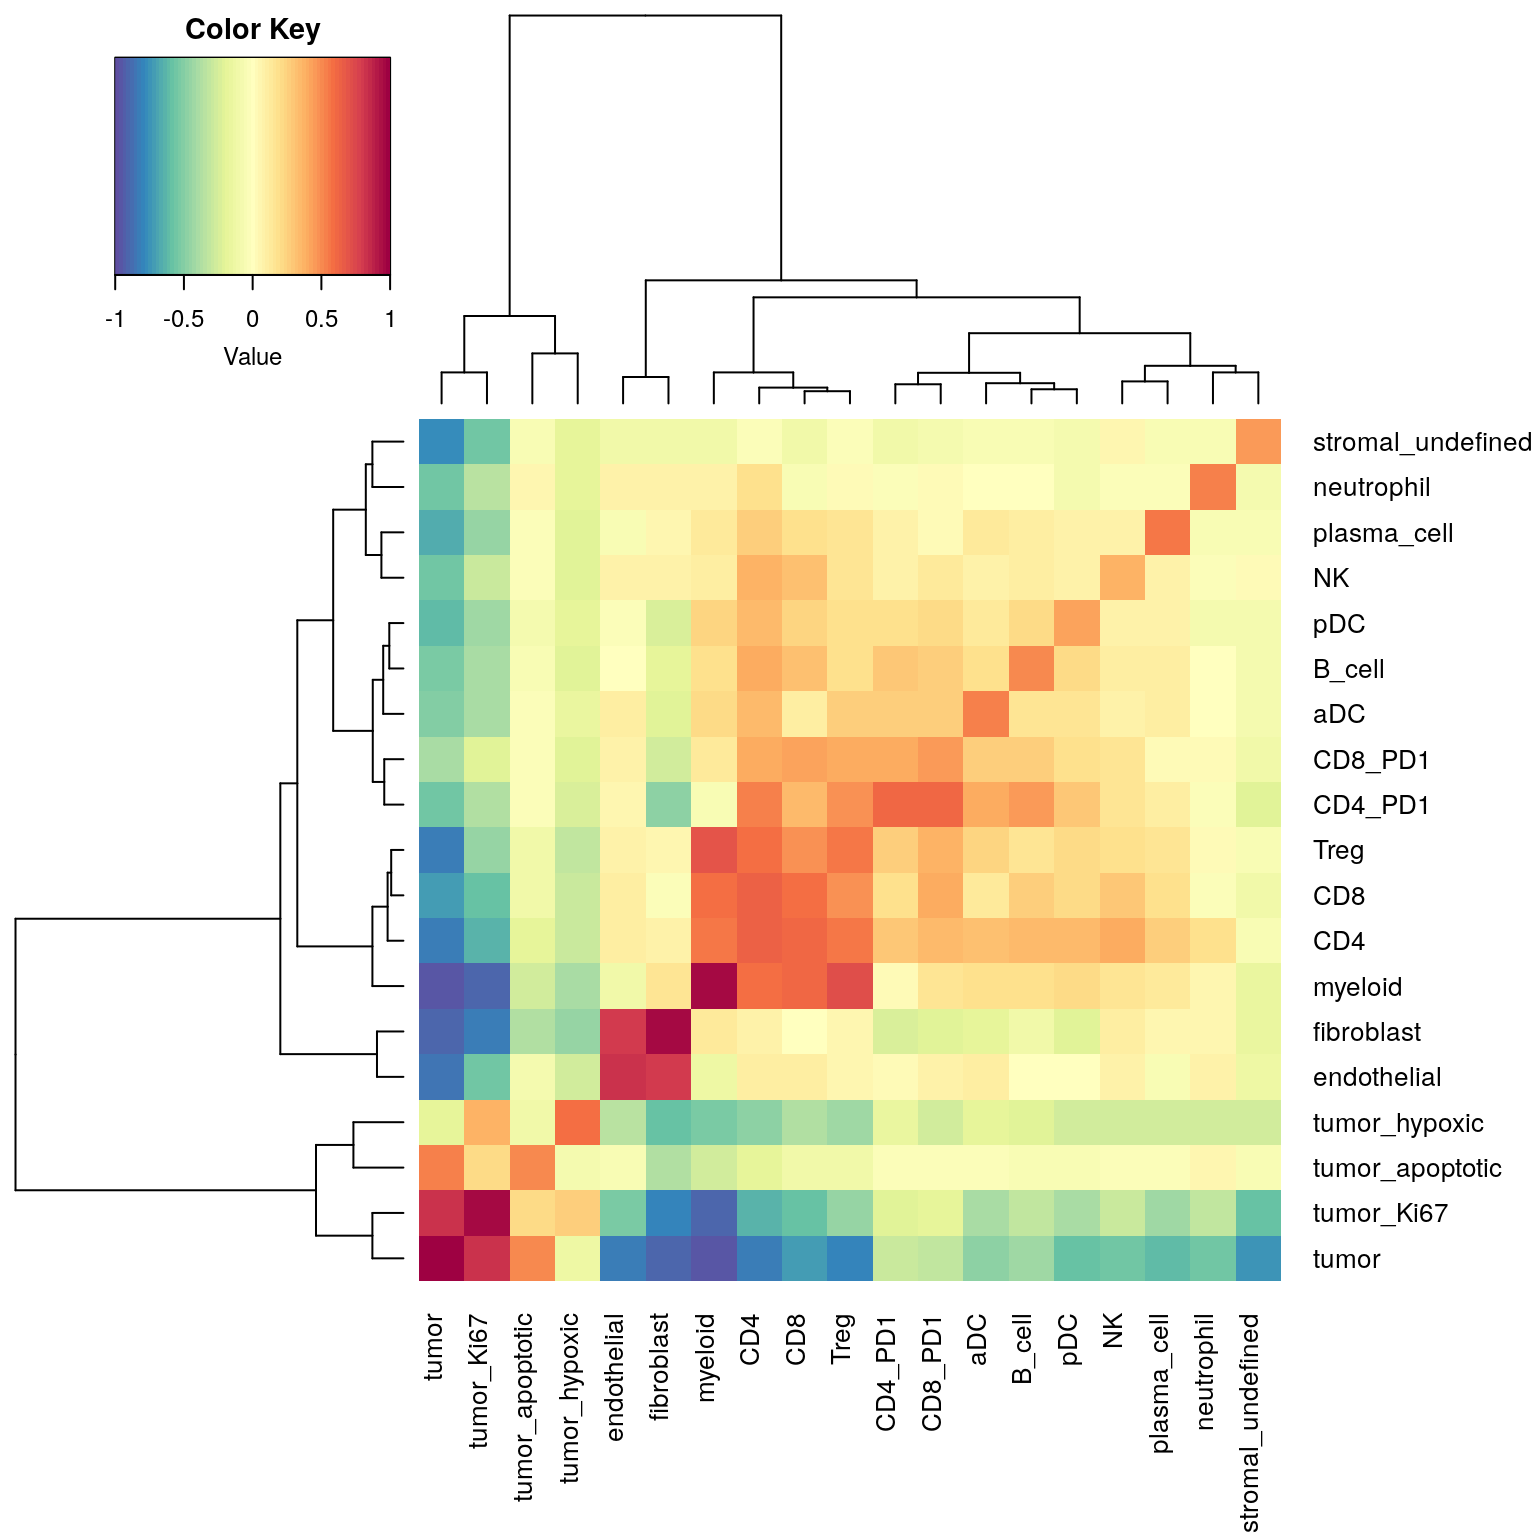 Color Key
-1 -0.5 0 0.5 1
Value
stromal_undefined
neutrophil
plasma_cell
NK
pDC
B_cell
aDC
CD8_PD1
CD4_PD1
Treg
CD8
CD4
myeloid
fibroblast
endothelial
tumor_hypoxic
tumor_apoptotic
tumor_Ki67
tumor
tumor
tumor_Ki67
tumor_apoptotic
tumor_hypoxic
endothelial
fibroblast
myeloid
CD4
CD8
Treg
CD4_PD1
CD8_PD1
aDC
B_cell
pDC
NK
plasma_cell
neutrophil
stromal_undefined